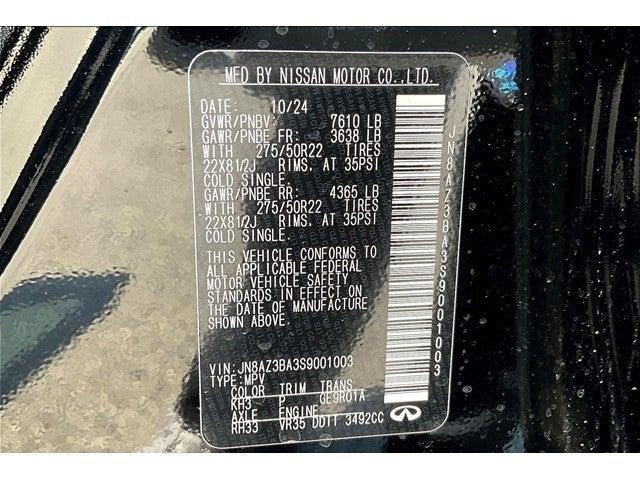 MFD BY NISSAN MOTOR CO.,LTD.
DATE: 10/24
GVWR/PNBV: 7610 LB
GAWR/PNBE FR: 3638 LB
WITH 275/50R22 TIRES
22X81/2J RIMS, AT 35PSI
COLD SINGLE.
GAWR/PNBE RR: 4365 LB
WITH 275/50R22 TIRES
22X81/2J RIMS, AT 35PSI
COLD SINGLE.
THIS VEHICLE CONFORMS TO
ALL APPLICABLE FEDERAL
MOTOR VEHICLE SAFETY
STANDARDS IN EFFECT ON
THE DATE OF MANUFACTURE
SHOWN ABOVE.
VIN: JN8AZ3BA3S9001003
TYPE: MPV
COLOR TRIM TRANS
KH3 P GE9R01A
AXLE ENGINE
RH33 VR35 DDTT 3492CC
JN8AZ3BA3S9001003